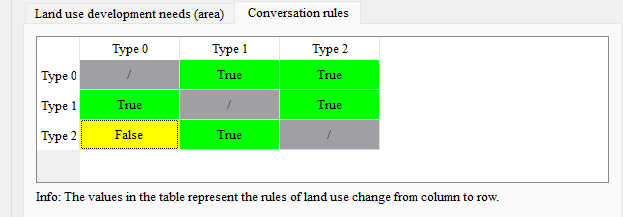 Land use development needs (area) Conversation rules
Type 0 Type 1 Type 2
Type 0 / True True
Type 1 True / True
Type 2 False True /
Info: The values in the table represent the rules of land use change from column to row.